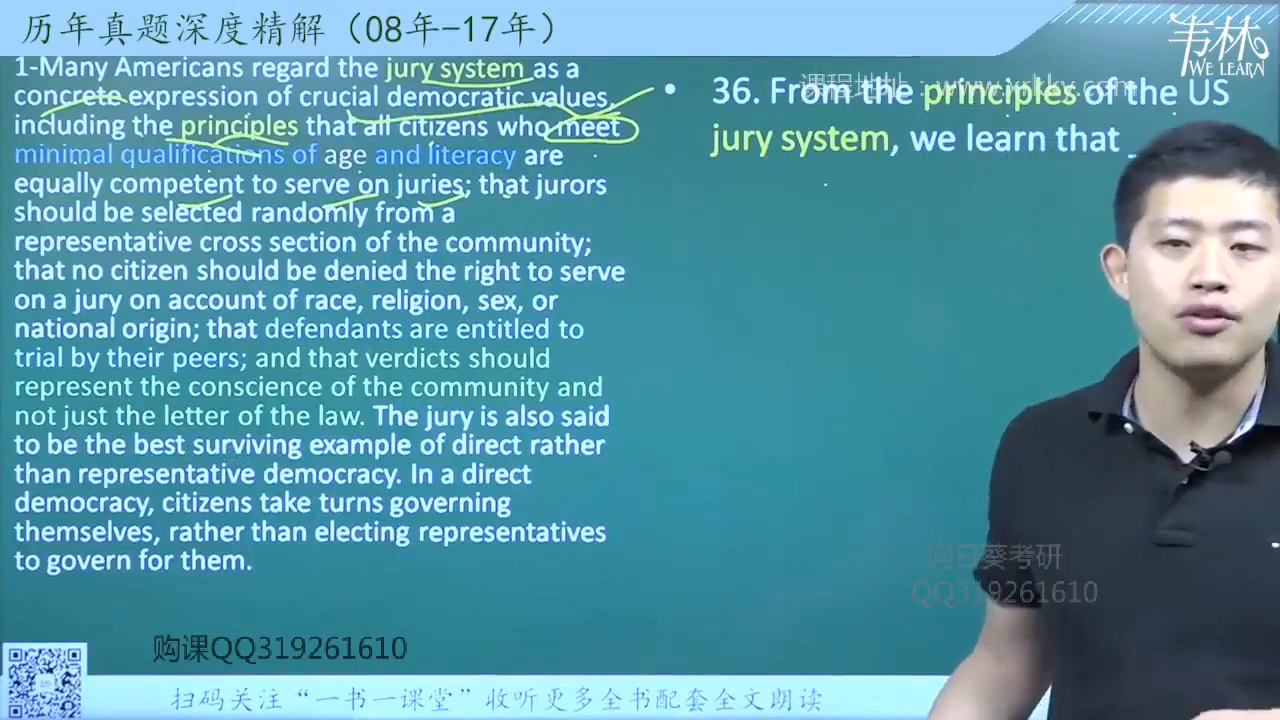 历年真题深度精解（08年-17年）
韦林
WE LEARN
1-Many Americans regard the jury system as a
concrete expression of crucial democratic values,
including the principles that all citizens who meet
minimal qualifications of age and literacy are
equally competent to serve on juries; that jurors
should be selected randomly from a
representative cross section of the community;
that no citizen should be denied the right to serve
on a jury on account of race, religion, sex, or
national origin; that defendants are entitled to
trial by their peers; and that verdicts should
represent the conscience of the community and
not just the letter of the law. The jury is also said
to be the best surviving example of direct rather
than representative democracy. In a direct
democracy, citizens take turns governing
themselves, rather than electing representatives
to govern for them.
课程地址：www.xrkky.com
• 36. From the principles of the US
jury system, we learn that _
向日葵考研
QQ319261610
购课QQ319261610
扫码关注“一书一课堂”收听更多全书配套全文朗读